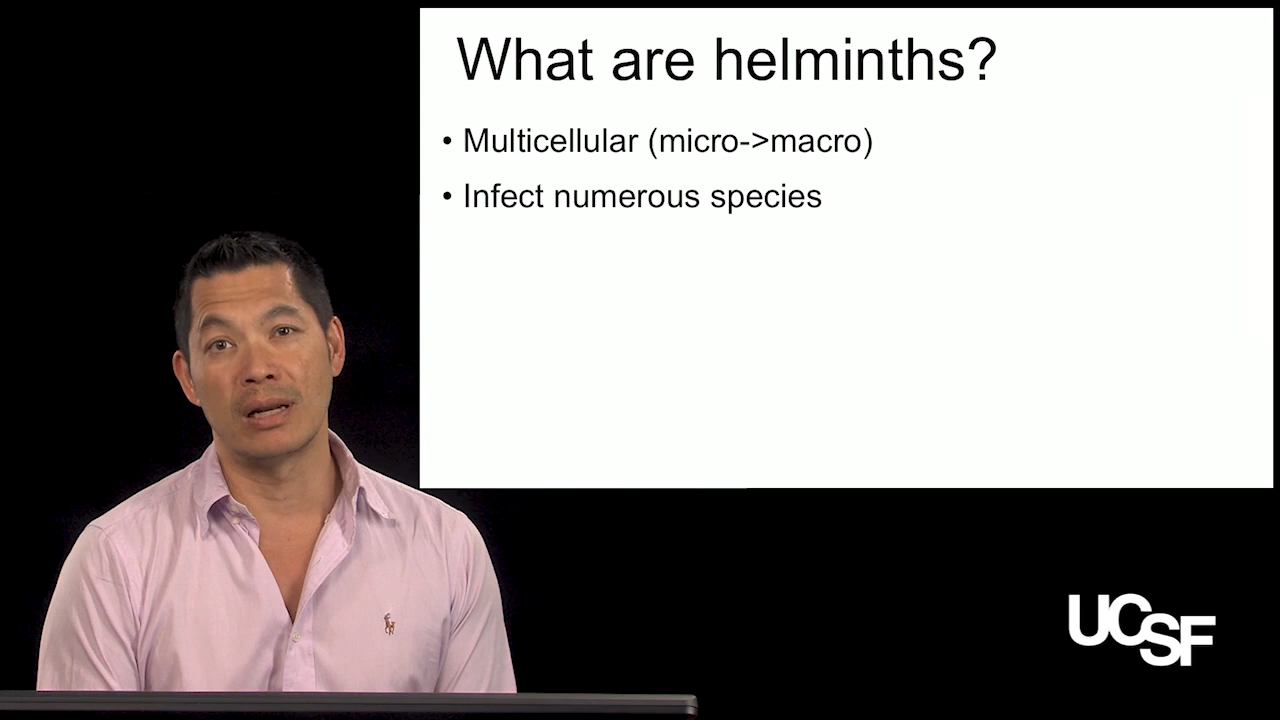 What are helminths?
• Multicellular (micro->macro)
• Infect numerous species
UCSF